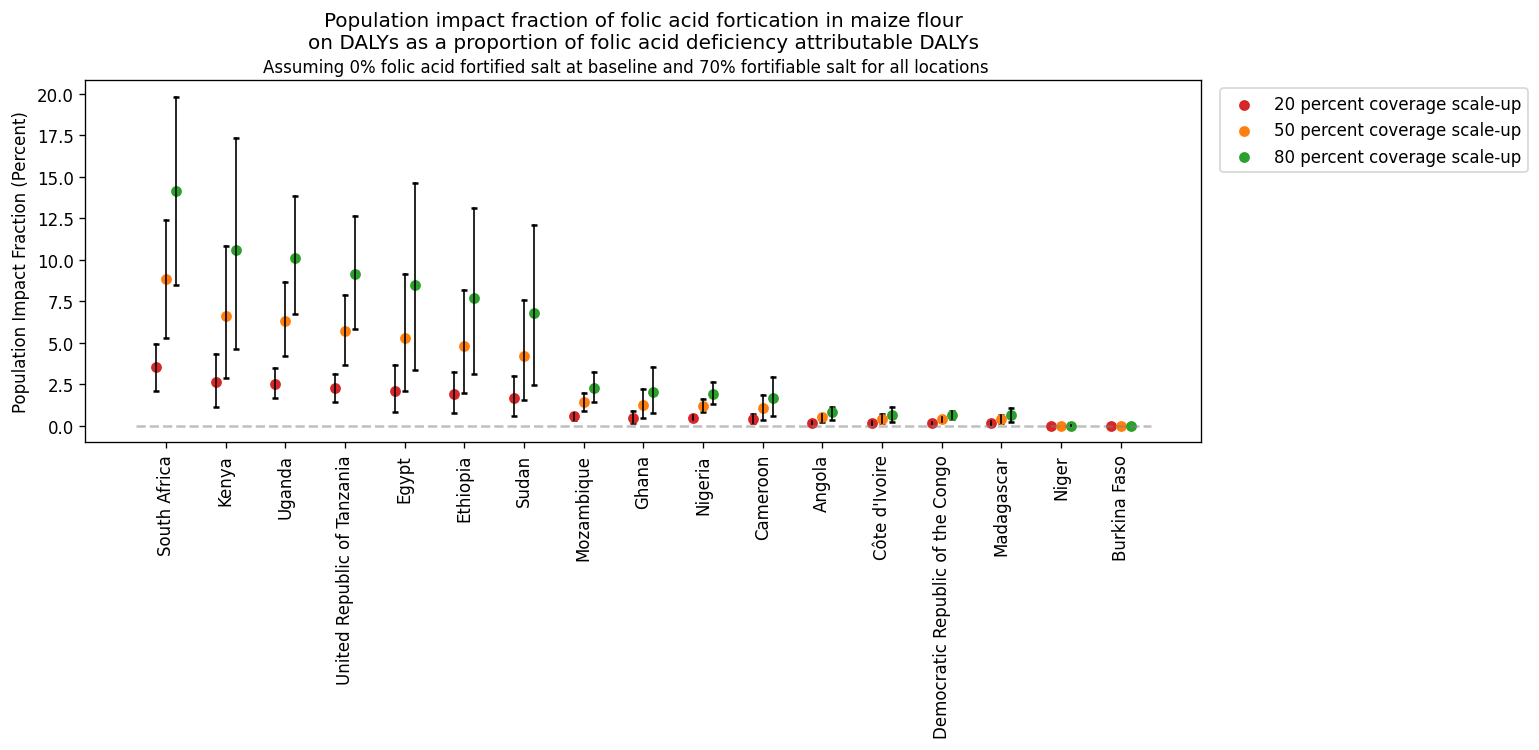 Population impact fraction of folic acid fortication in maize flour
on DALYs as a proportion of folic acid deficiency attributable DALYs
Assuming 0% folic acid fortified salt at baseline and 70% fortifiable salt for all locations
20 percent coverage scale-up
50 percent coverage scale-up
80 percent coverage scale-up
Population Impact Fraction (Percent)
20.0
17.5
15.0
12.5
10.0
7.5
5.0
2.5
0.0
South Africa
Kenya
Uganda
United Republic of Tanzania
Egypt
Ethiopia
Sudan
Mozambique
Ghana
Nigeria
Cameroon
Angola
Côte d'Ivoire
Democratic Republic of the Congo
Madagascar
Niger
Burkina Faso